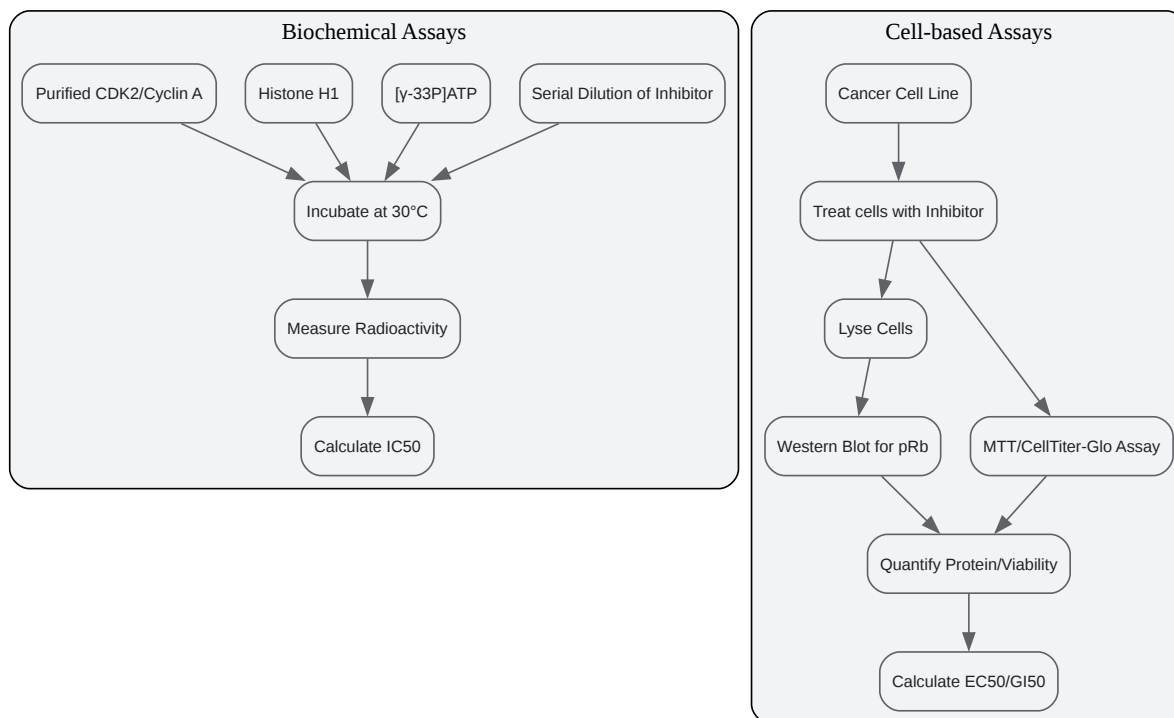 Biochemical Assays
Purified CDK2/Cyclin A
Histone H1
[γ-33P]ATP
Serial Dilution of Inhibitor
Incubate at 30°C
Measure Radioactivity
Calculate IC50
Cell-based Assays
Cancer Cell Line
Treat cells with Inhibitor
Lyse Cells
Western Blot for pRb
MTT/CellTiter-Glo Assay
Quantify Protein/Viability
Calculate EC50/GI50